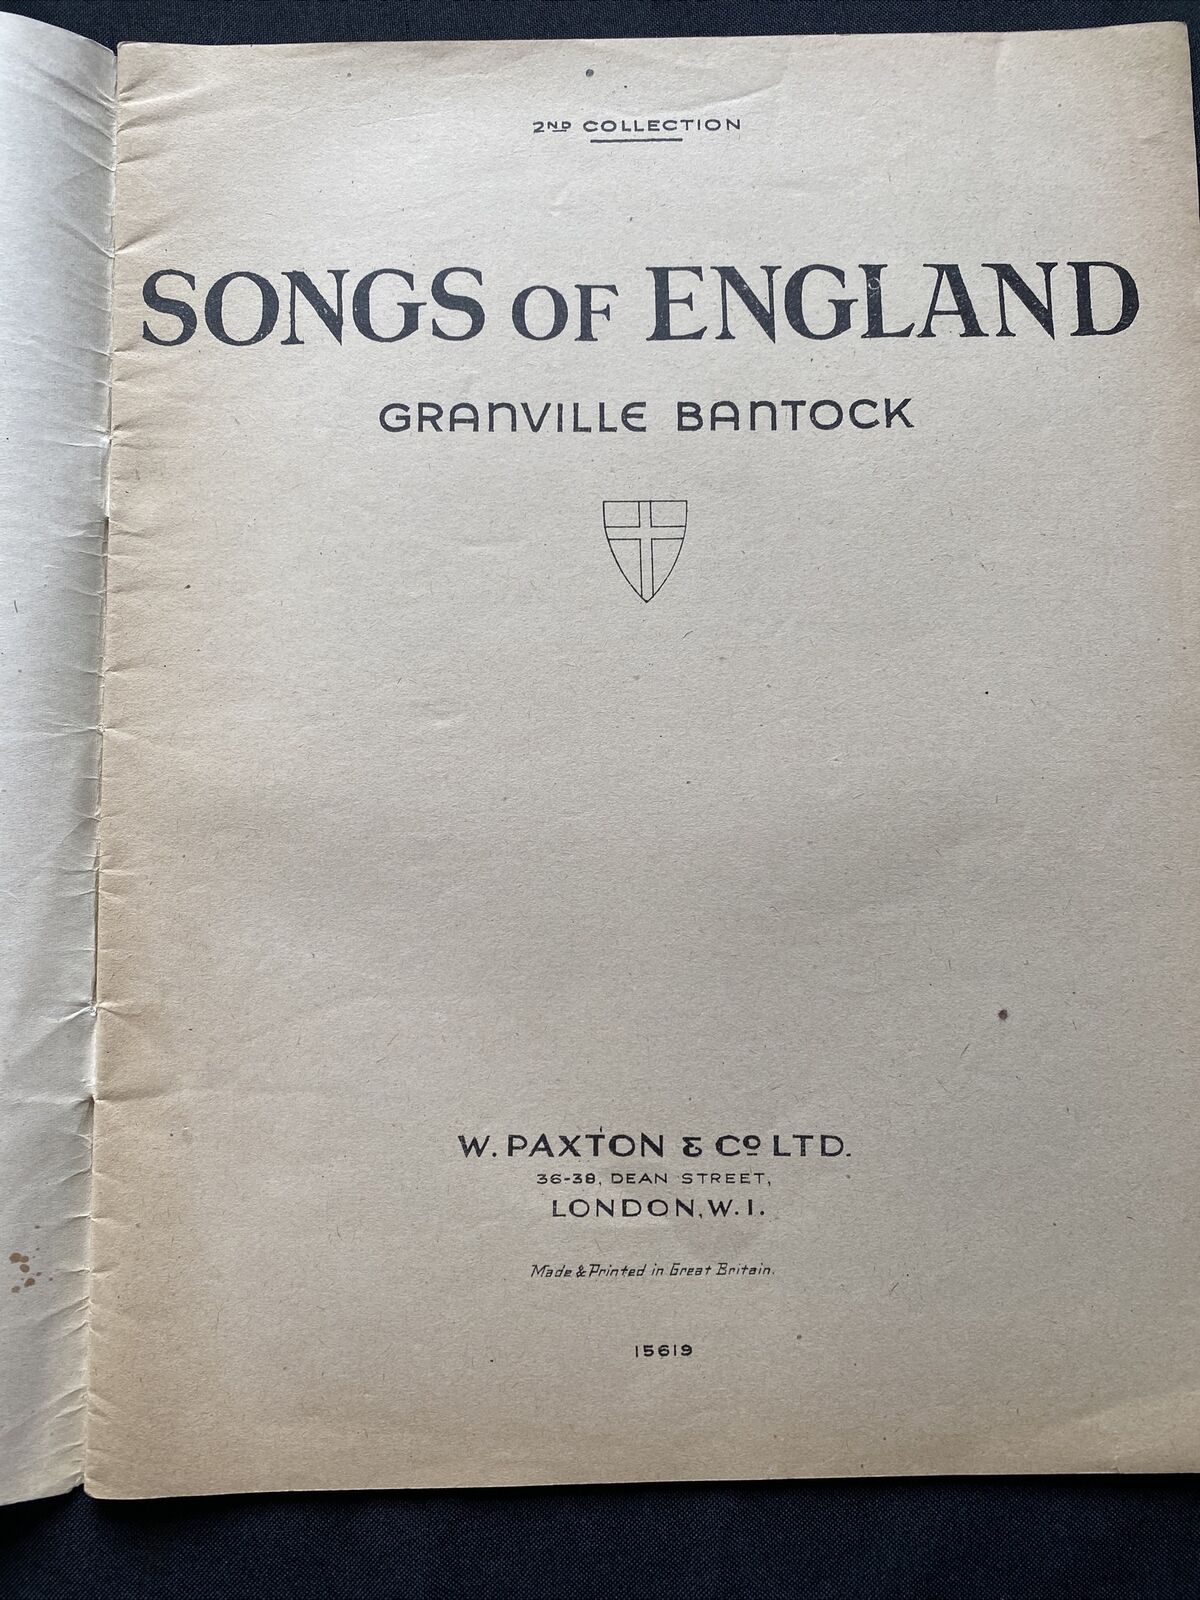 2ND COLLECTION
SONGS OF ENGLAND
GRANVILLE BANTOCK
W. PAXTON & Co LTD.
36-38, DEAN STREET,
LONDON, W. 1.
Made & Printed in Great Britain.
15619